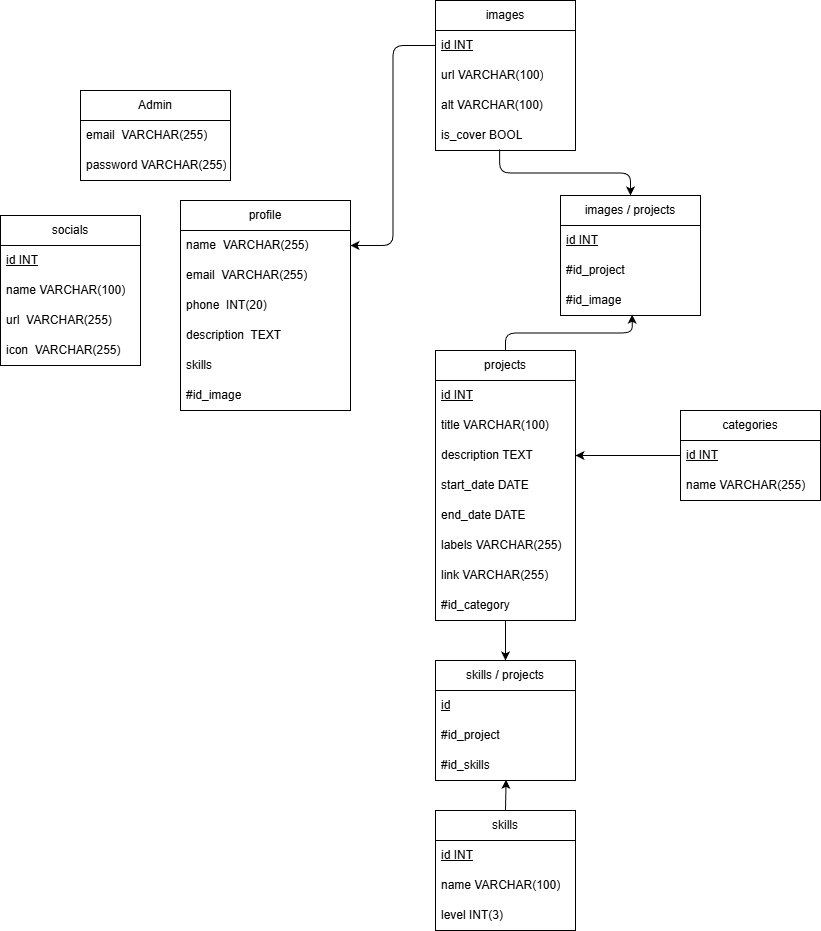 images
id INT
url VARCHAR(100)
alt VARCHAR(100)
is_cover BOOL
Admin
email  VARCHAR(255)
password VARCHAR(255)
images / projects
id INT
#id_project
#id_image
profile
name  VARCHAR(255)
email  VARCHAR(255)
phone  INT(20)
description  TEXT
skills
#id_image
socials
id INT
name VARCHAR(100)
url  VARCHAR(255)
icon  VARCHAR(255)
projects
id INT
title VARCHAR(100)
description TEXT
start_date DATE
end_date DATE
labels VARCHAR(255)
link VARCHAR(255)
#id_category
categories
id INT
name VARCHAR(255)
skills / projects
id
#id_project
#id_skills
skills
id INT
name VARCHAR(100)
level INT(3)